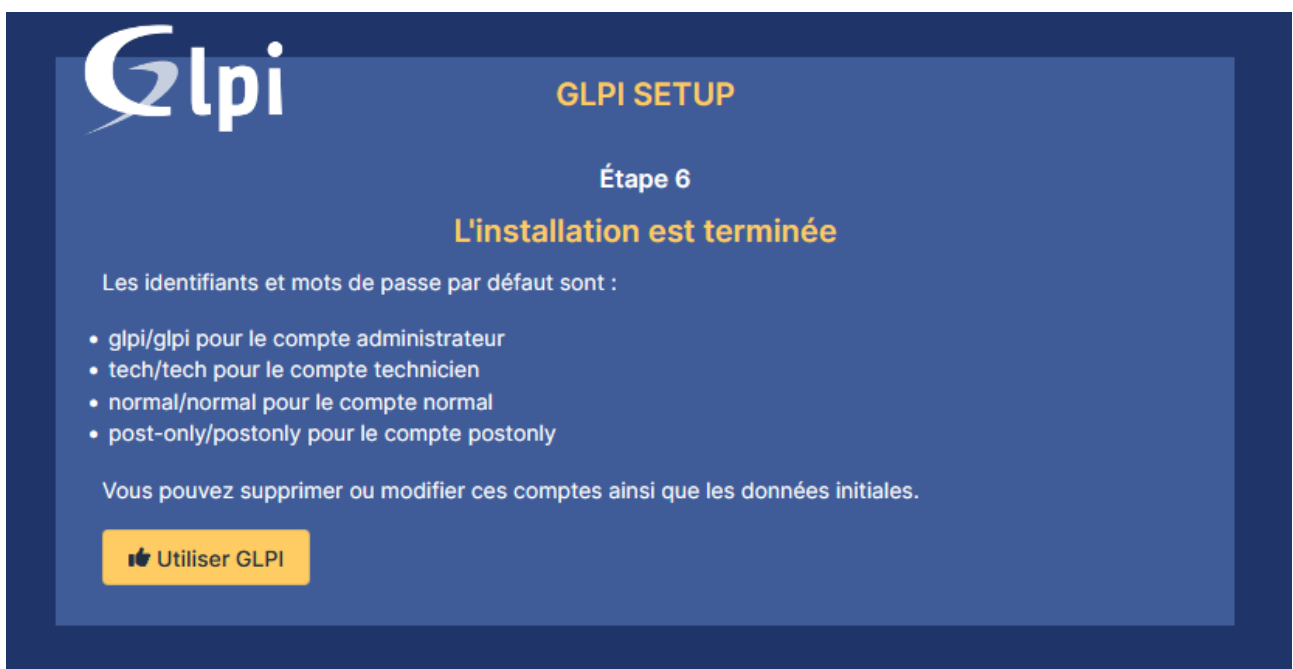 Glpi
GLPI SETUP
Étape 6
L'installation est terminée
Les identifiants et mots de passe par défaut sont :
• glpi/glpi pour le compte administrateur
• tech/tech pour le compte technicien
• normal/normal pour le compte normal
• post-only/postonly pour le compte postonly
Vous pouvez supprimer ou modifier ces comptes ainsi que les données initiales.
Utiliser GLPI